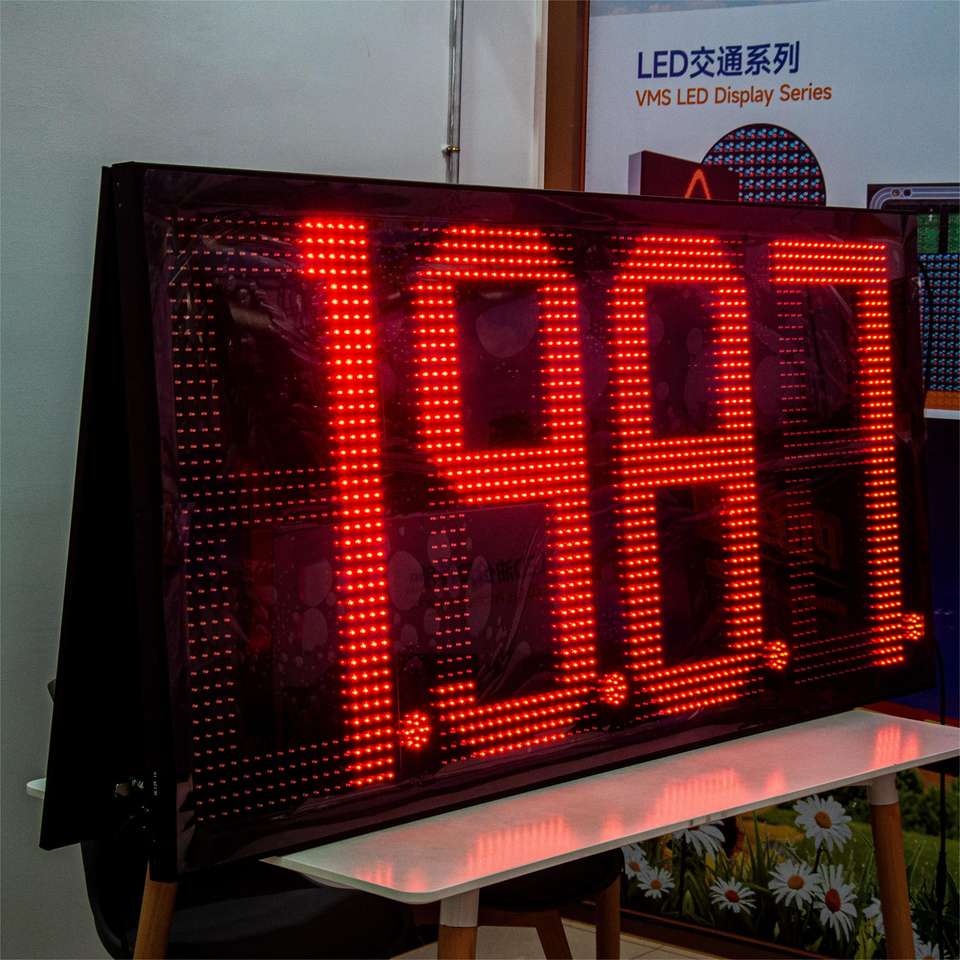 LED交通系列
VMS LED Display Series
1.9.8.7.